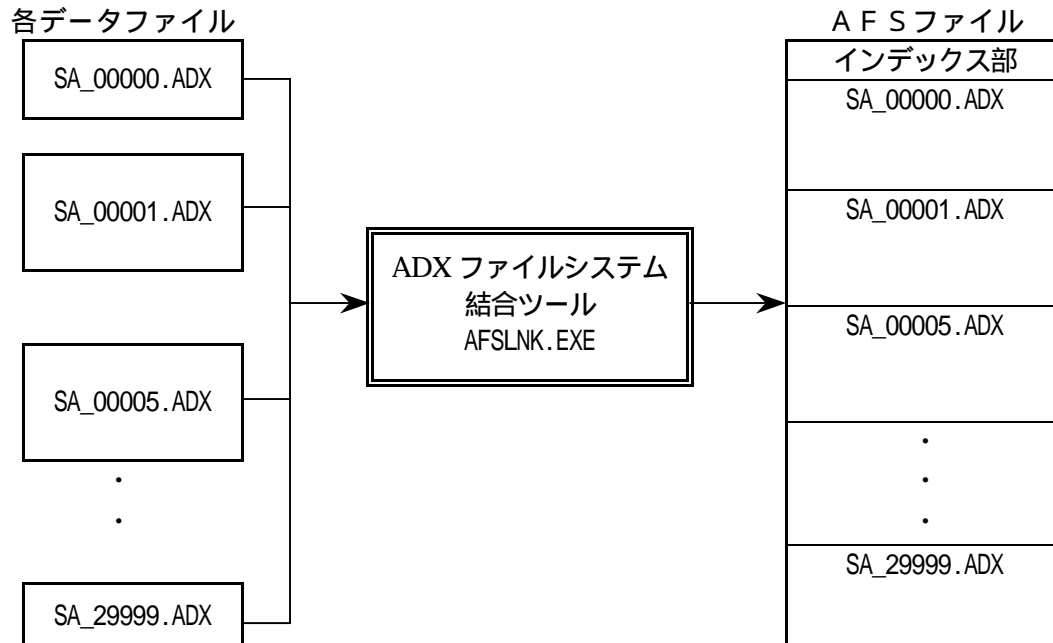 各データファイル
SA_00000.ADX
SA_00001.ADX
SA_00005.ADX
・
・
SA_29999.ADX
ADX ファイルシステム
結合ツール
AFSLNK.EXE
ＡＦＳファイル
インデックス部
SA_00000.ADX
SA_00001.ADX
SA_00005.ADX
・
・
・
SA_29999.ADX